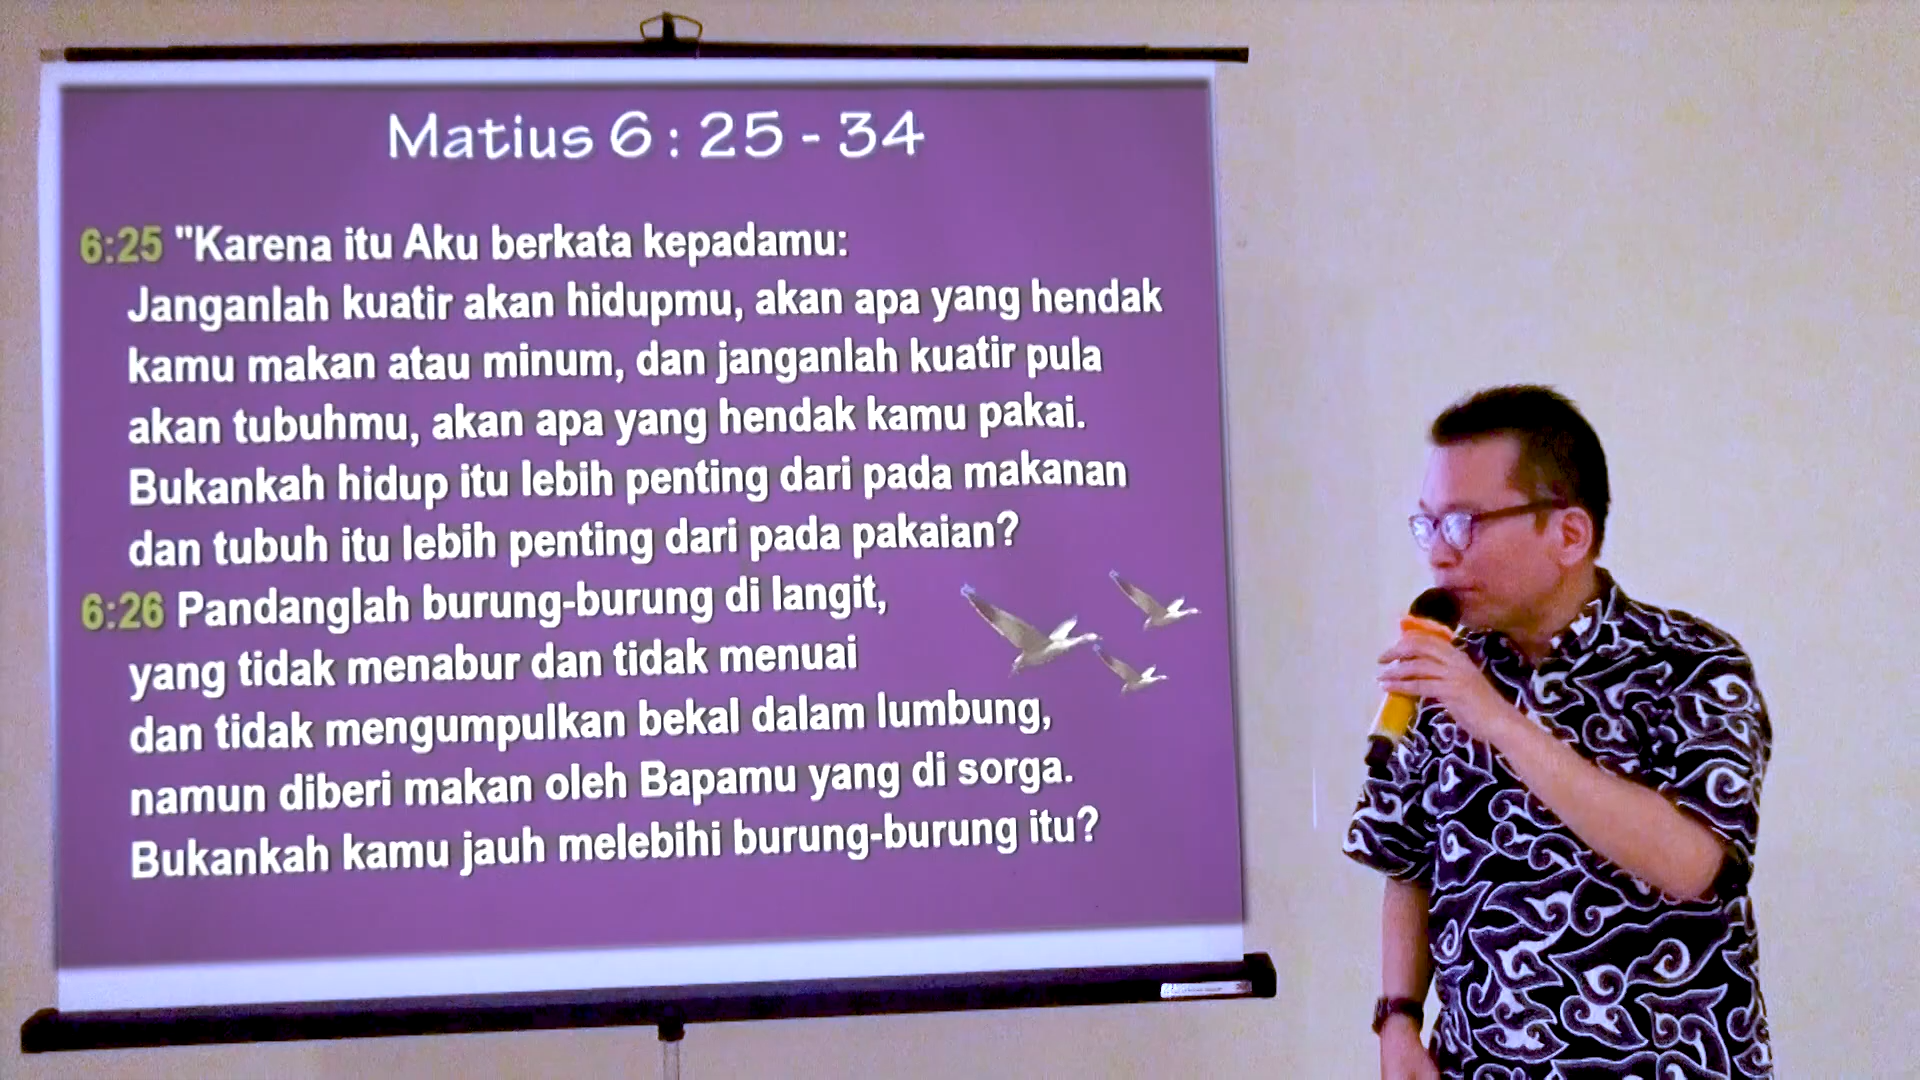 Matius 6 : 25 - 34
6:25 "Karena itu Aku berkata kepadamu:
Janganlah kuatir akan hidupmu, akan apa yang hendak
kamu makan atau minum, dan janganlah kuatir pula
akan tubuhmu, akan apa yang hendak kamu pakai.
Bukankah hidup itu lebih penting dari pada makanan
dan tubuh itu lebih penting dari pada pakaian?
6:26 Pandanglah burung-burung di langit,
yang tidak menabur dan tidak menuai
dan tidak mengumpulkan bekal dalam lumbung,
namun diberi makan oleh Bapamu yang di sorga.
Bukankah kamu jauh melebihi burung-burung itu?